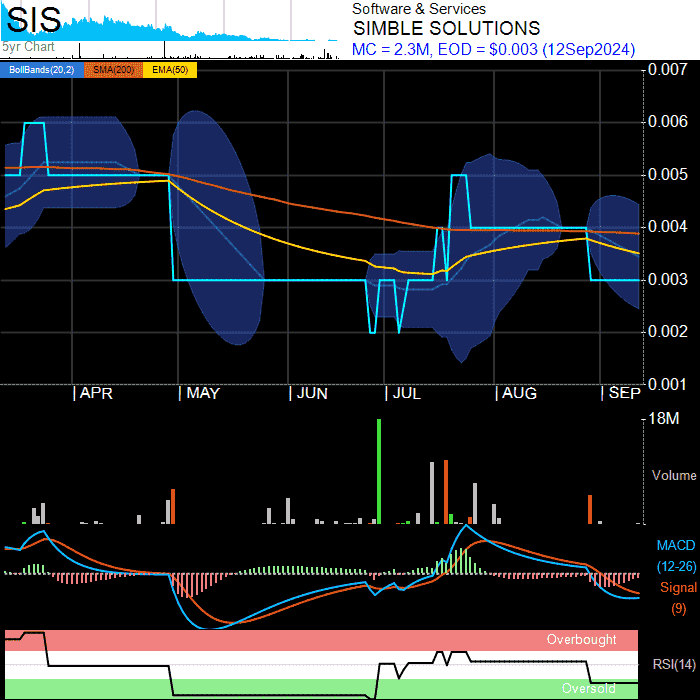 SIS
5yr Chart
Software & Services
SIMBLE SOLUTIONS
MC = 2.3M, EOD = $0.003 (12Sep2024)
BollBands(20,2) SMA(200) EMA(50)
0.007
0.006
0.005
0.004
0.003
0.002
0.001
APR MAY JUN JUL AUG SEP
18M
Volume
MACD
(12-26)
Signal
(9)
Overbought
RSI(14)
Oversold